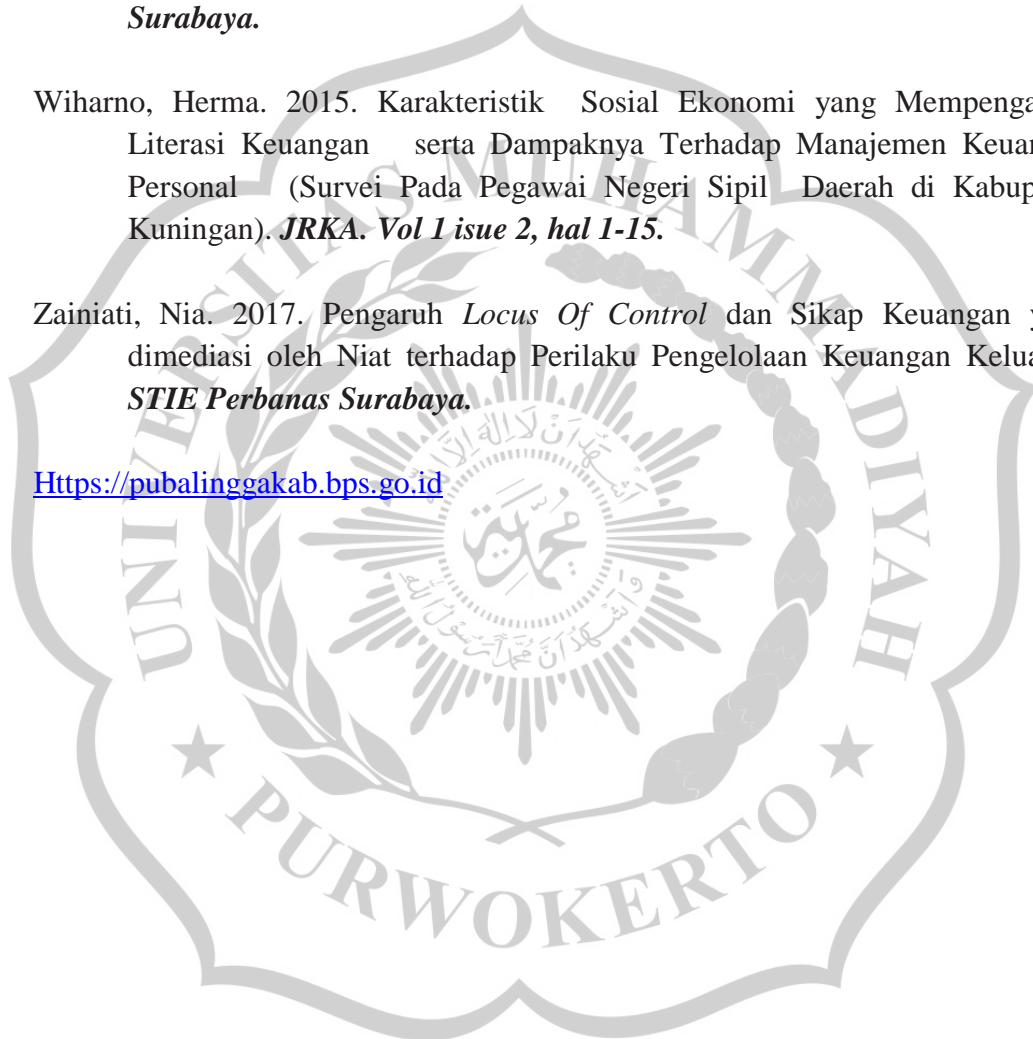 Surabaya.
Wiharno, Herma. 2015. Karakteristik Sosial Ekonomi yang Mempenga
Literasi Keuangan serta Dampaknya Terhadap Manajemen Keuan
Personal (Survei Pada Pegawai Negeri Sipil Daerah di Kabup
Kuningan). JRKA. Vol 1 isue 2, hal 1-15.
Zainiati, Nia. 2017. Pengaruh Locus Of Control dan Sikap Keuangan y
dimediasi oleh Niat terhadap Perilaku Pengelolaan Keuangan Kelua
STIE Perbanas Surabaya.
Https://pubalinggakab.bps.go.id
UNIVERSITAS MUHAMMADIYAH
PURWOKERTO